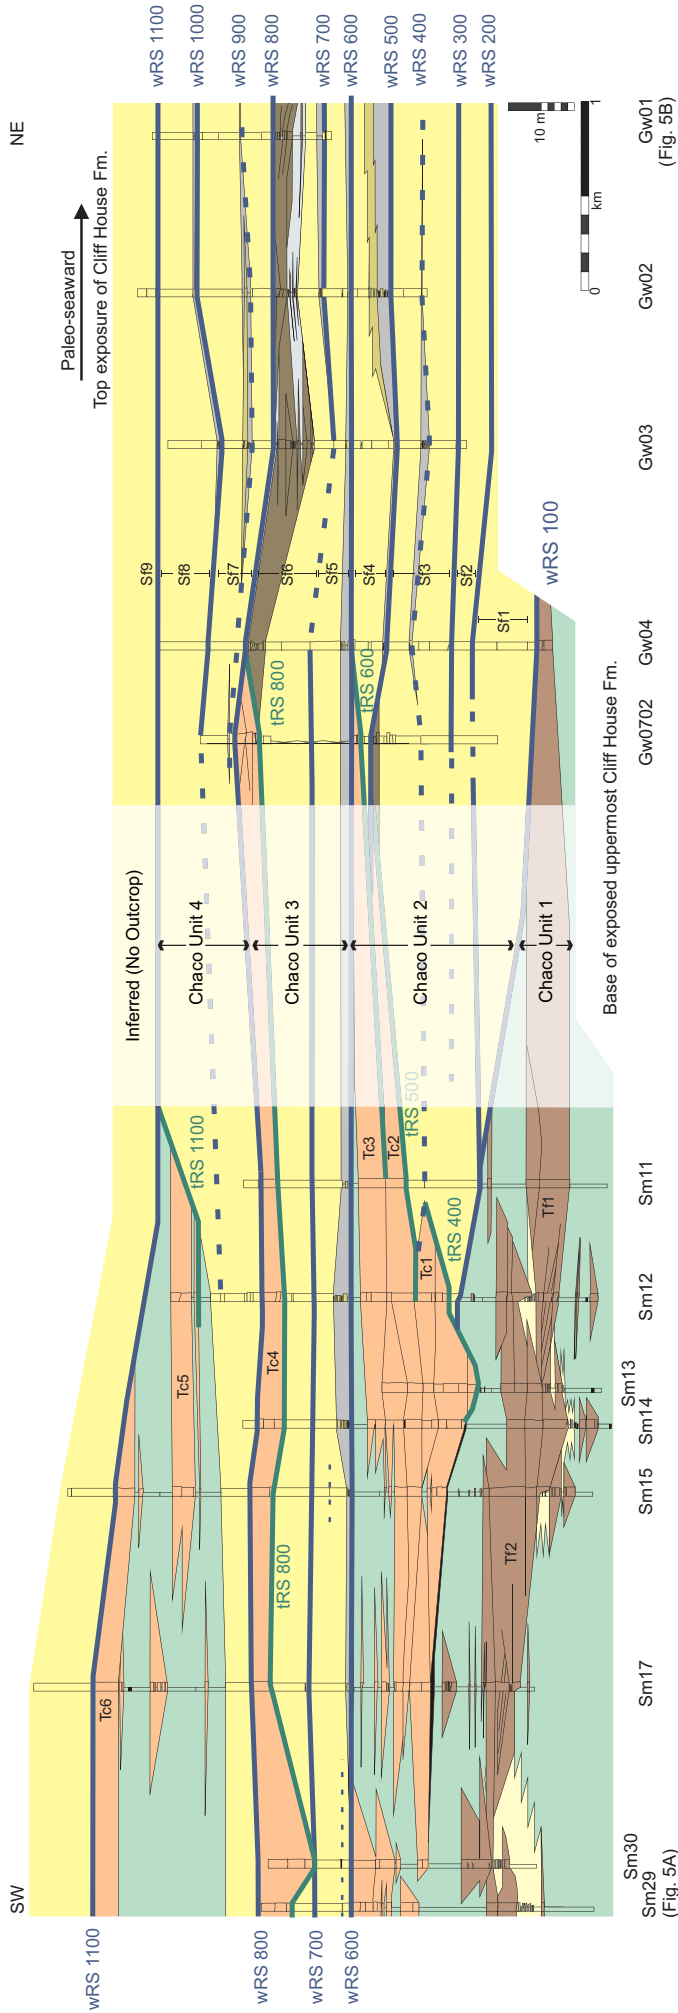 SW
NE
Paleo-seaward
Top exposure of Cliff House Fm.
wRS 1100
wRS 800
wRS 700
wRS 600
wRS 1100
wRS 1000
wRS 900
wRS 800
wRS 700
wRS 600
wRS 500
wRS 400
wRS 300
wRS 200
wRS 100
Inferred (No Outcrop)
Chaco Unit 4
Chaco Unit 3
Chaco Unit 2
Chaco Unit 1
Sf9
Sf8
Sf7
Sf6
Sf5
Sf4
Sf3
Sf2
Sf1
tRS 1100
tRS 800
tRS 800
tRS 600
tRS 500
tRS 400
Tc6
Tc5
Tc4
Tc3
Tc2
Tc1
Tf2
Tf1
Base of exposed uppermost Cliff House Fm.
10 m
0
km
1
Sm29
(Fig. 5A)
Sm30
Sm17
Sm15
Sm14
Sm13
Sm12
Sm11
Gw0702
Gw04
Gw03
Gw02
Gw01
(Fig. 5B)